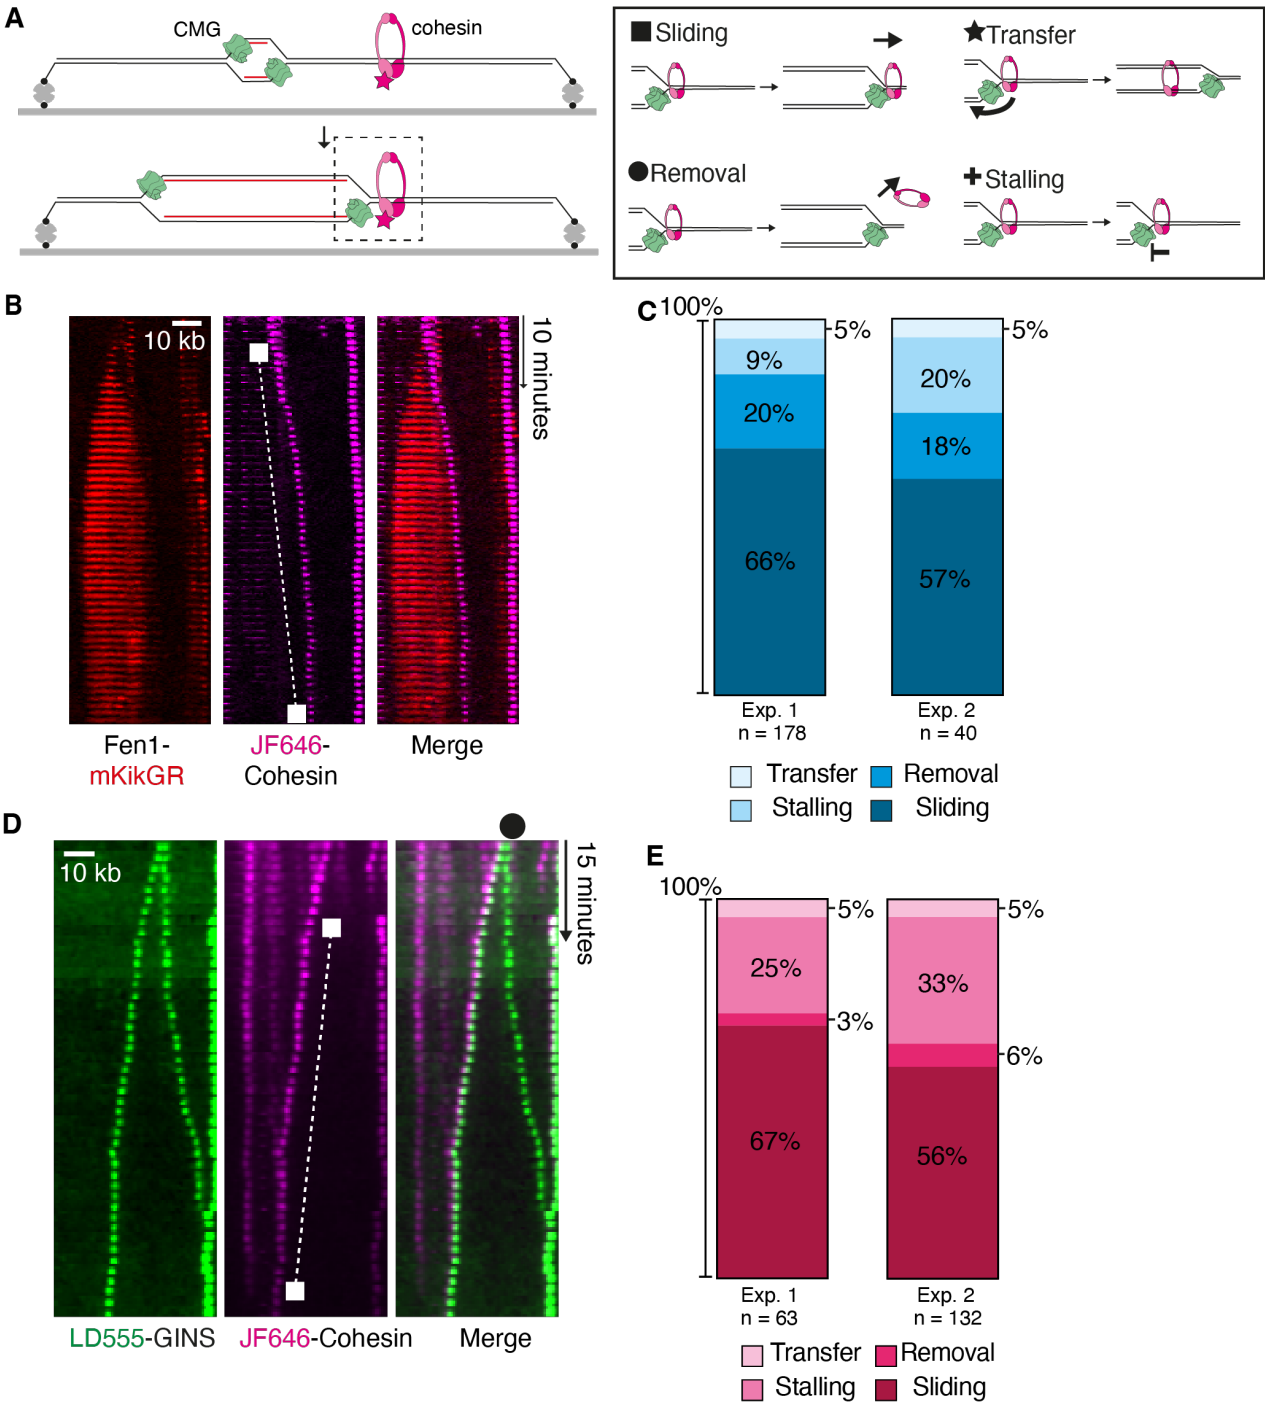 A
CMG
cohesin
Sliding
Transfer
Removal
Stalling
B
10 kb
10 minutes
Fen1-
mKikGR
JF646-
Cohesin
Merge
C
100%
5%
9%
20%
66%
5%
20%
18%
57%
Exp. 1
n = 178
Exp. 2
n = 40
Transfer
Removal
Stalling
Sliding
D
10 kb
15 minutes
LD555-GINS
JF646-Cohesin
Merge
E
100%
5%
25%
3%
67%
5%
33%
6%
56%
Exp. 1
n = 63
Exp. 2
n = 132
Transfer
Removal
Stalling
Sliding